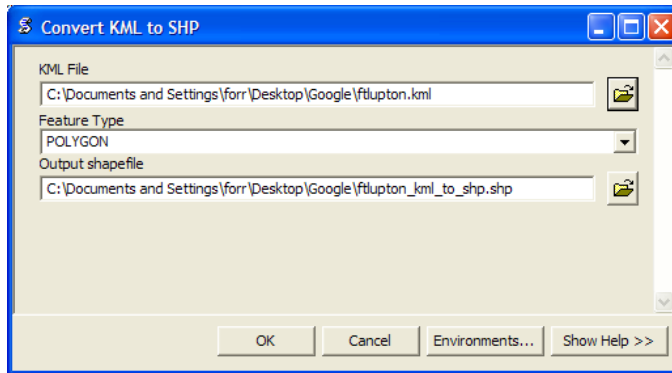 Convert KML to SHP
KML File
C:\Documents and Settings\forr\Desktop\Google\ftlupton.kml
Feature Type
POLYGON
Output shapefile
C:\Documents and Settings\forr\Desktop\Google\ftlupton_kml_to_shp.shp
OK Cancel Environments... Show Help >>